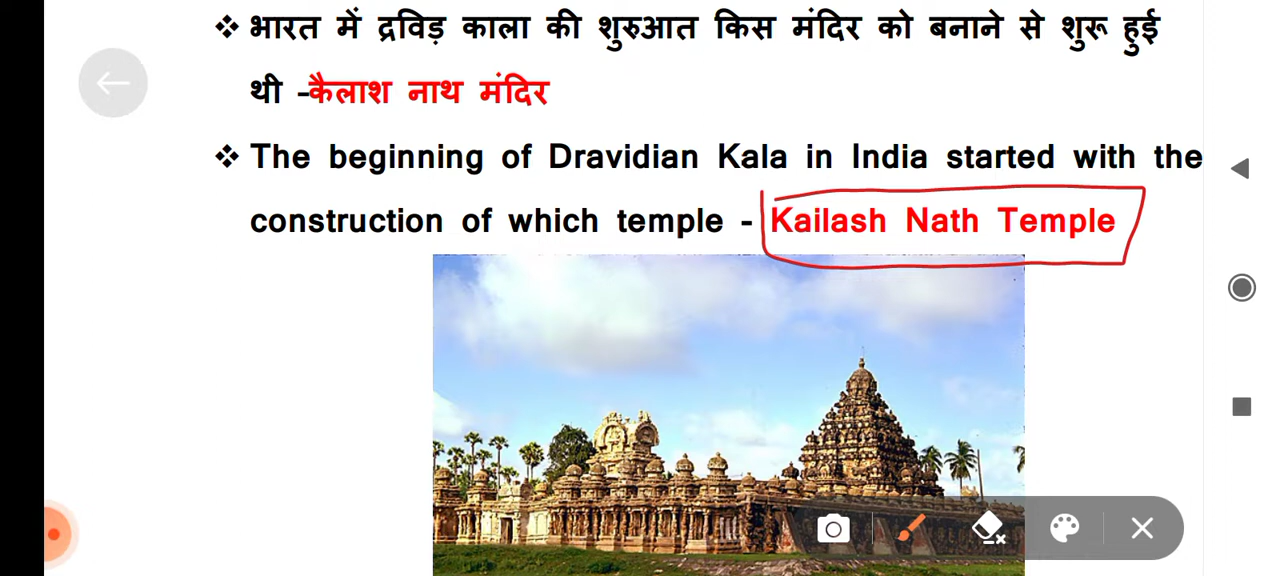 ❖ भारत में द्रविड़ काला की शुरुआत किस मंदिर को बनाने से शुरू हुई
थी -कैलाश नाथ मंदिर
❖ The beginning of Dravidian Kala in India started with the
construction of which temple - Kailash Nath Temple